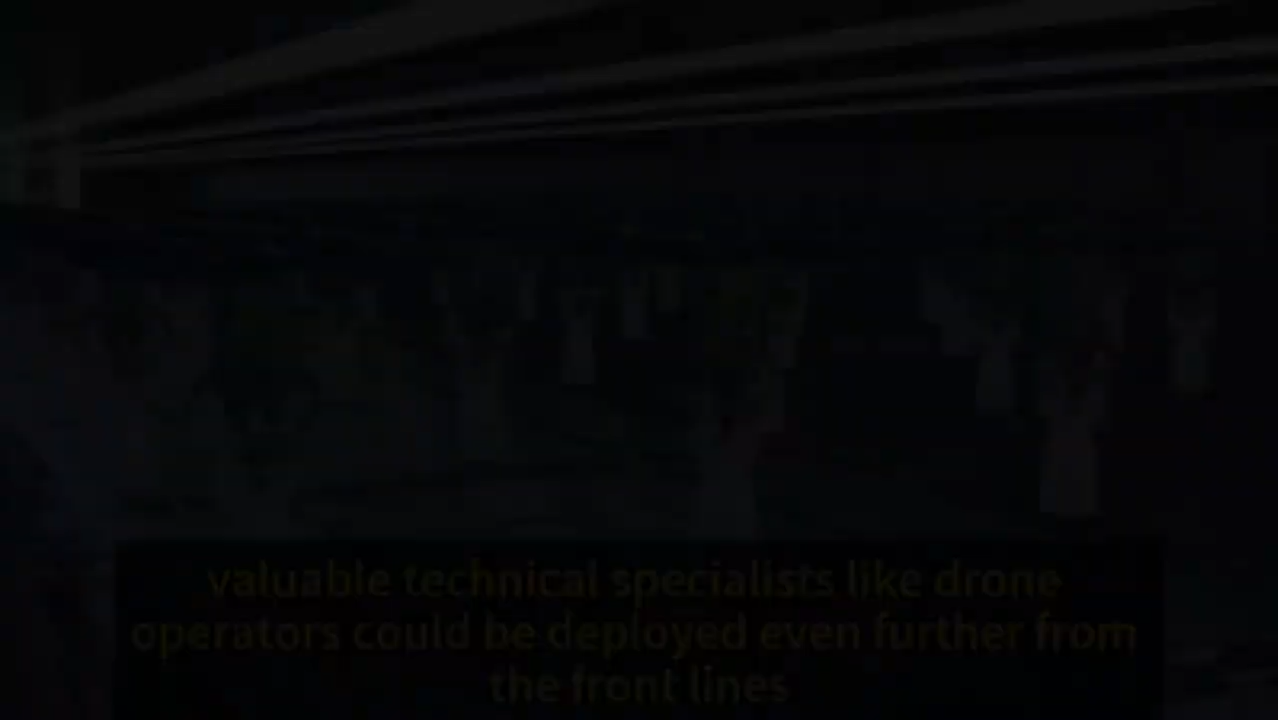 valuable technical specialists like drone
operators could be deployed even further from
the front lines